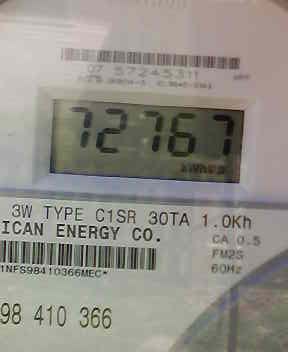 07 57245311
72767
3W TYPE C1SR 30TA 1.0Kh
ICAN ENERGY CO.
CA 0.5
FM2S
60Hz
1NFS98410366MEC*
98 410 366